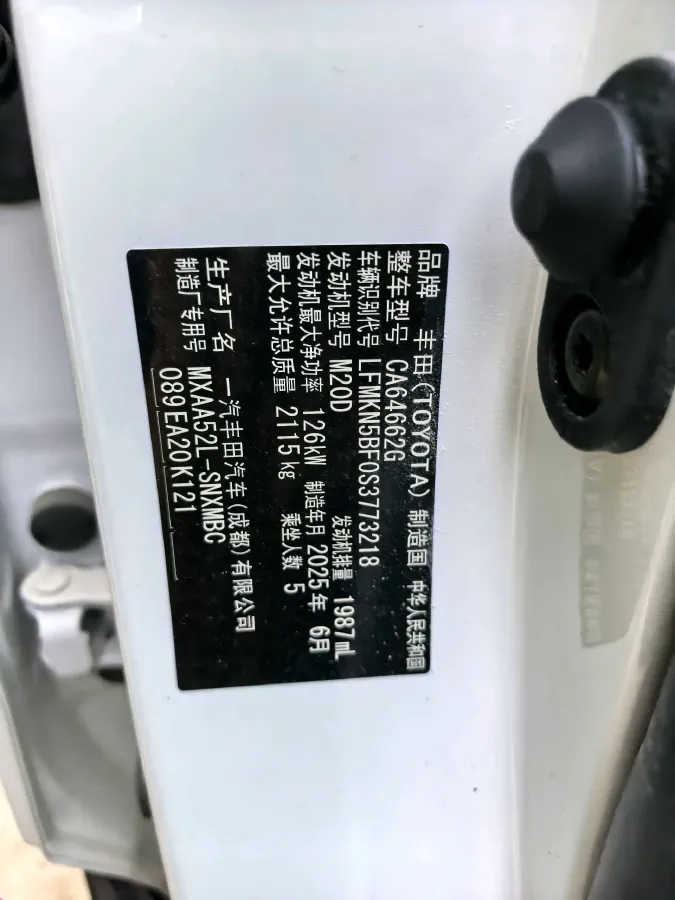 品牌 丰田(TOYOTA) 制造国 中华人民共和国
整车型号 CA64662G
车辆识别代号 LFMKN5BF0S3773218
发动机型号 M20D 发动机排量 1987mL
发动机最大净功率 126kW 制造年月 2025年 6月
最大允许总质量 2115kg 乘坐人数 5
生产厂名 一汽丰田汽车(成都)有限公司
制造厂专用号 MXAA52L-SNXMBC
089EA20K121